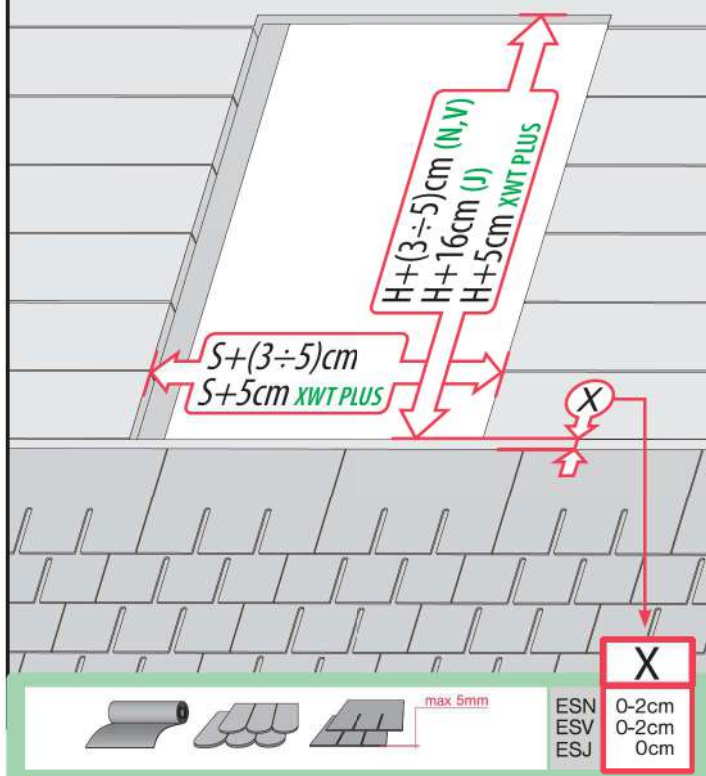 H+(3÷5)cm (N,V)
H+16cm (J)
H+5cm XWT PLUS
S+(3÷5)cm
S+5cm XWT PLUS
X
X
max 5mm
ESN 0-2cm
ESV 0-2cm
ESJ 0cm